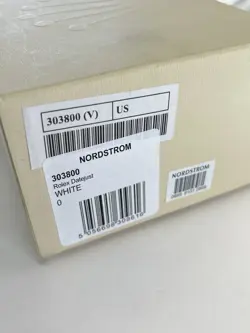 303800 (V) US
NORDSTROM
303800
Rolex Datejust
WHITE
0
NORDSTROM